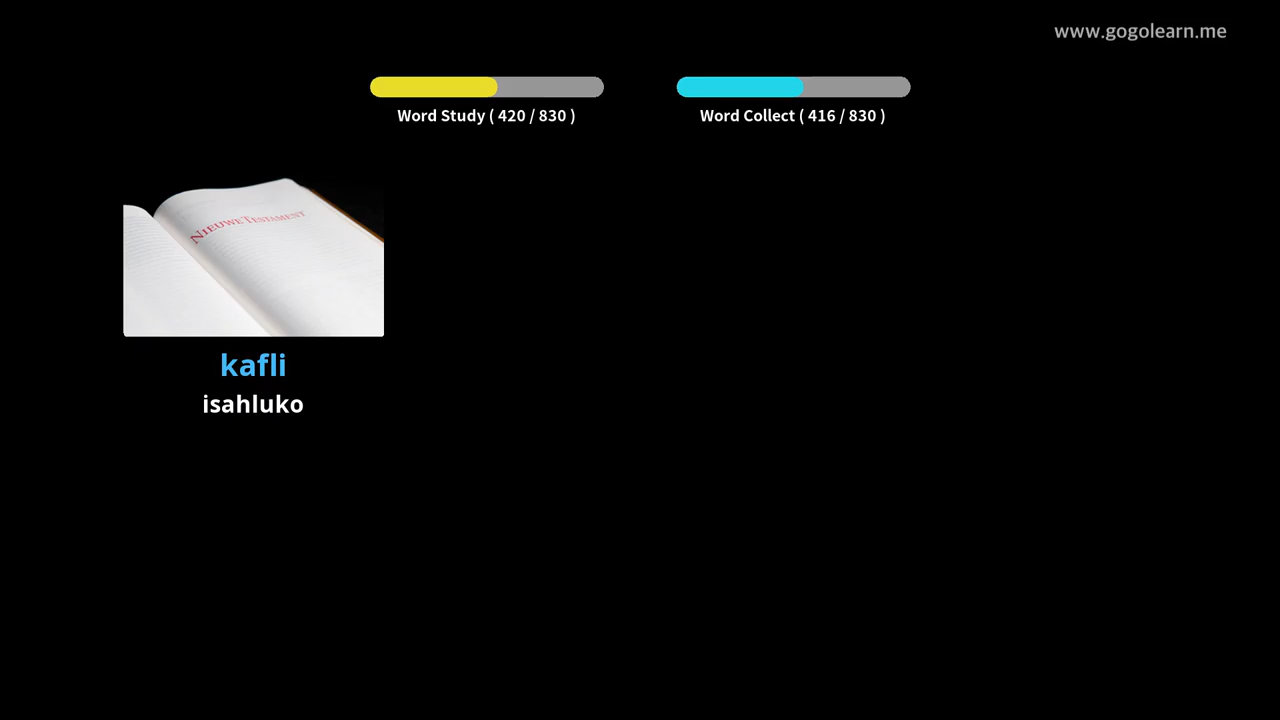 www.gogolearn.me
Word Study ( 420 / 830 )
Word Collect ( 416 / 830 )
NIEUWE TESTAMENT
kafli
isahluko